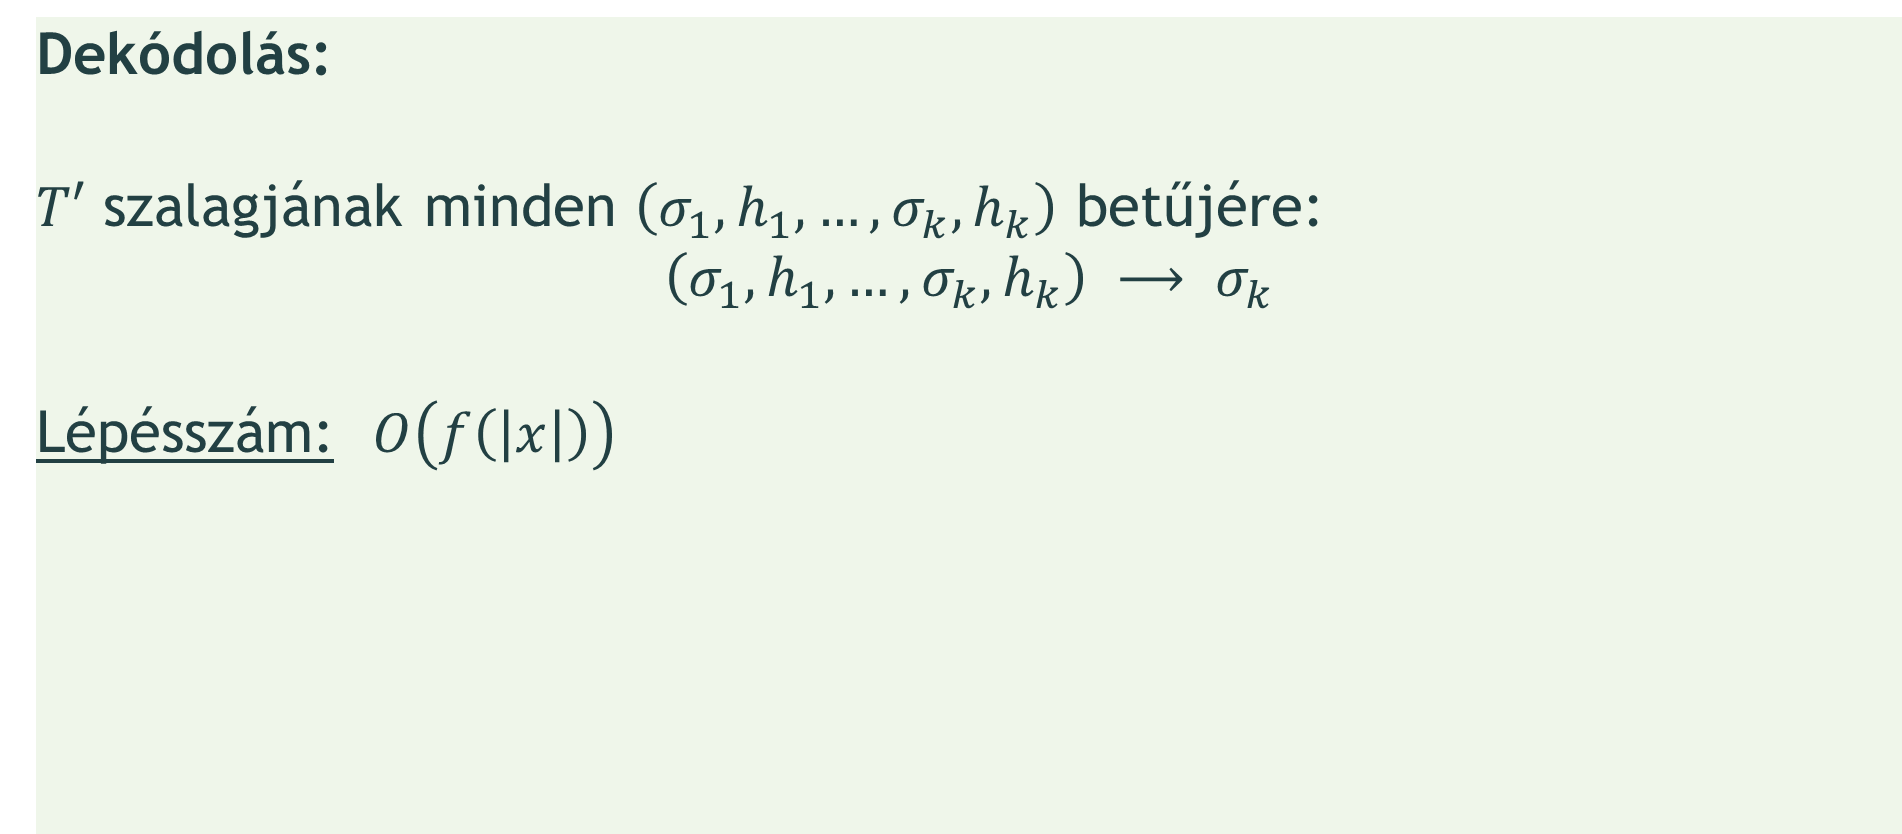 Dekódolás:
T′ szalagjának minden (σ₁, h₁, … , σₖ, hₖ) betűjére:
(σ₁, h₁, … , σₖ, hₖ) ⟶ σₖ
Lépésszám: O(f(|x|))